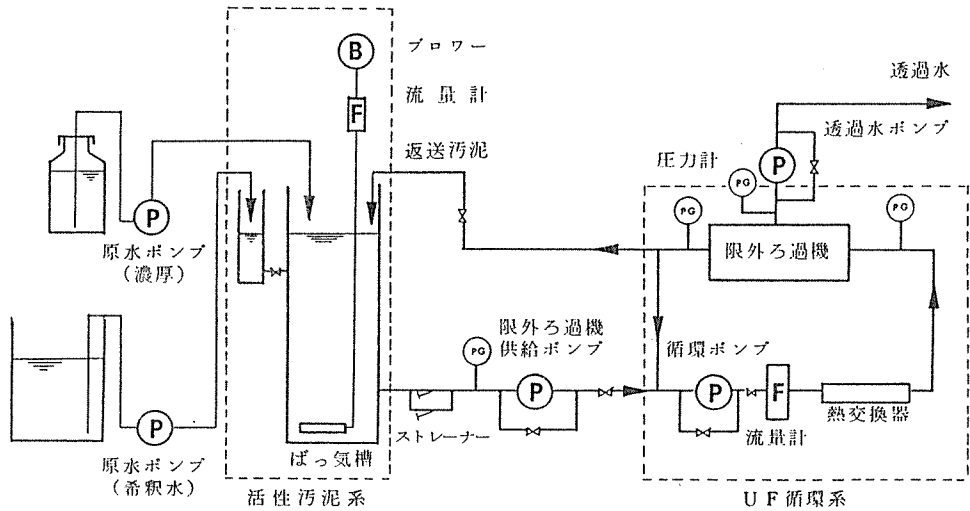 B
ブロワー
F
流量計
返送汚泥
P
原水ポンプ
（濃厚）
P
原水ポンプ
（希釈水）
ばっ気槽
活性汚泥系
ストレーナー
PG
限外ろ過機
供給ポンプ
P
透過水
透過水ポンプ
P
圧力計
PG
PG
限外ろ過機
PG
循環ポンプ
P
F
流量計
熱交換器
UF循環系